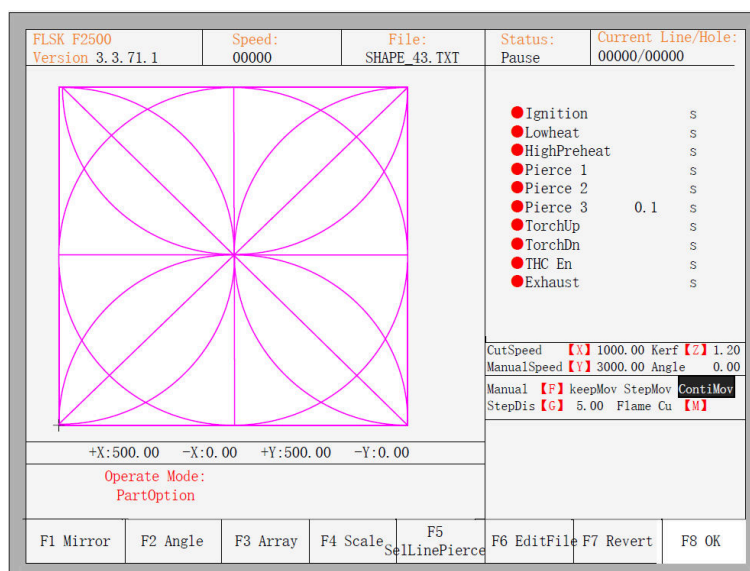 FLSK F2500
Version 3.3.71.1
Speed:
00000
File:
SHAPE_43.TXT
Status:
Pause
Current Line/Hole:
00000/00000
Ignition s
Lowheat s
HighPreheat s
Pierce 1 s
Pierce 2 s
Pierce 3 0.1 s
TorchUp s
TorchDn s
THC En s
Exhaust s
CutSpeed 【X】 1000.00 Kerf 【Z】 1.20
ManualSpeed 【Y】 3000.00 Angle 0.00
Manual 【F】 keepMov StepMov ContiMov
StepDis 【G】 5.00 Flame Cu 【M】
+X:500.00 -X:0.00 +Y:500.00 -Y:0.00
Operate Mode:
PartOption
F1 Mirror
F2 Angle
F3 Array
F4 Scale
F5
SelLinePierce
F6 EditFile
F7 Revert
F8 OK